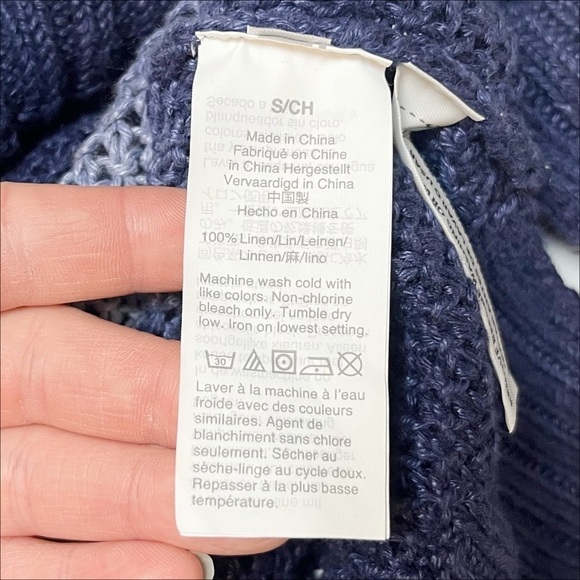 S/CH
Made in China
Fabriqué en Chine
in China Hergestellt
Vervaardigd in China
中国製
Hecho en China
100% Linen/Lin/Leinen/
Linnen/麻/lino
Machine wash cold with
like colors. Non-chlorine
bleach only. Tumble dry
low. Iron on lowest setting.
30
Laver à la machine à l'eau
froide avec des couleurs
similaires. Agent de
blanchiment sans chlore
seulement. Sécher au
sèche-linge au cycle doux.
Repasser à la plus basse
température.